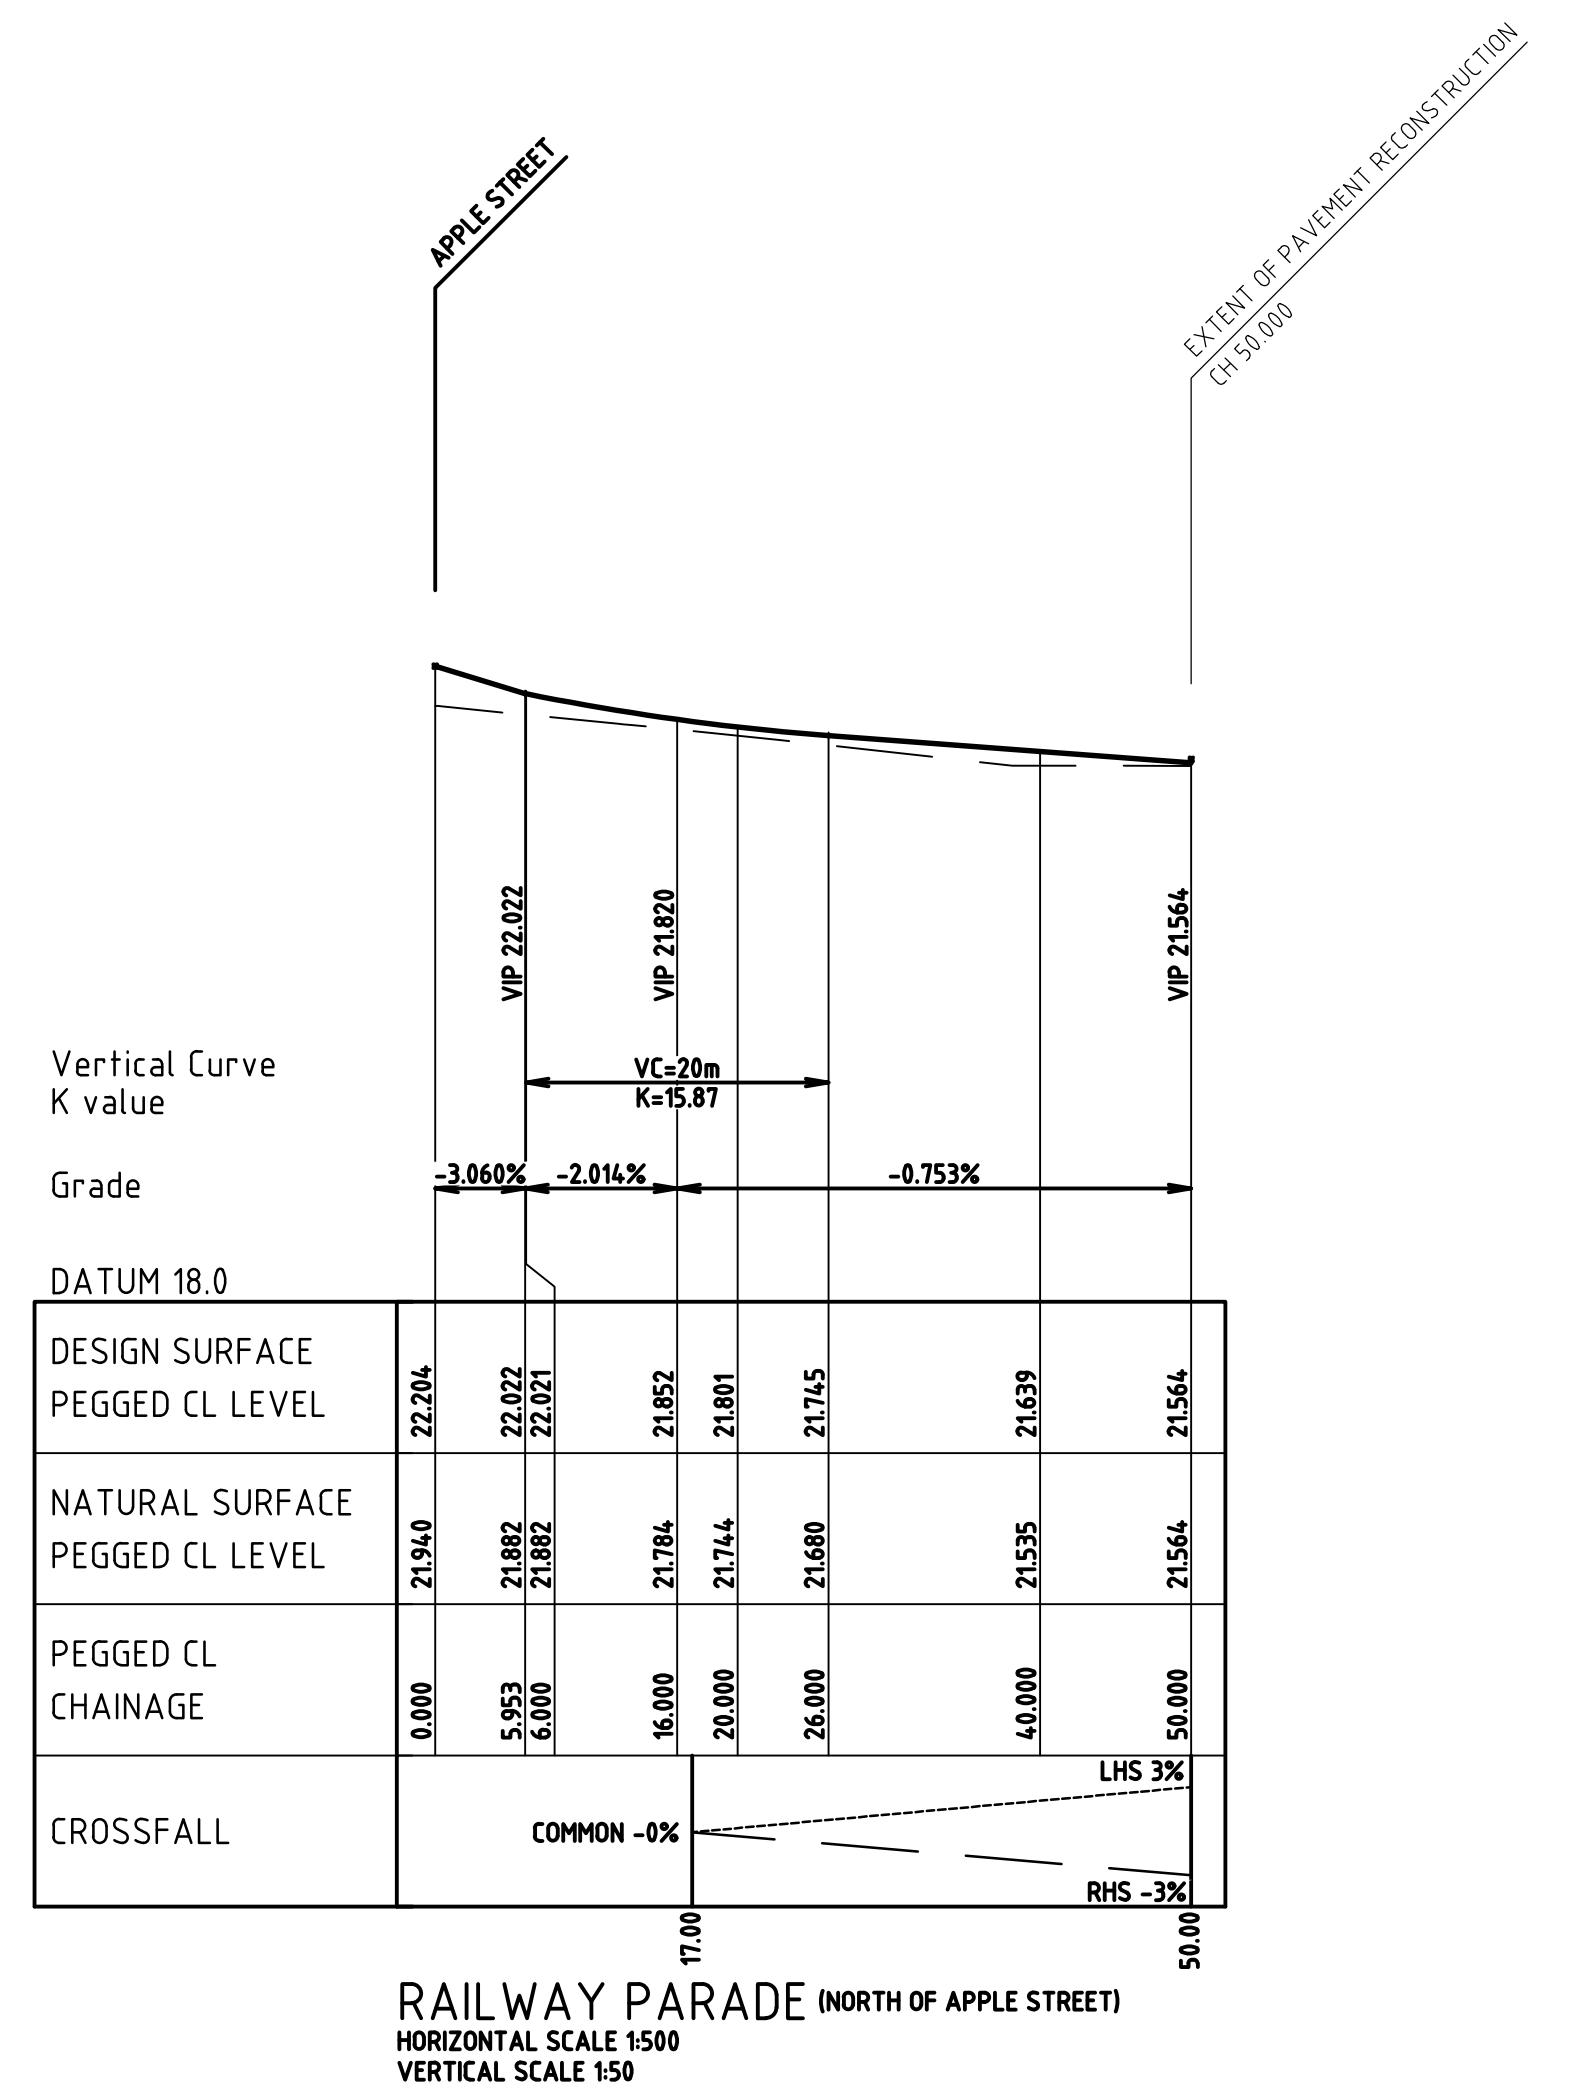 APPLE STREET
EXTENT OF PAVEMENT RECONSTRUCTION
CH 50.000
VIP 22.022
VIP 21.820
VIP 21.564
Vertical Curve
K value
VC=20m
K=15.87
Grade
-3.060%
-2.014%
-0.753%
DATUM 18.0
DESIGN SURFACE
PEGGED CL LEVEL
22.204
22.022
22.021
21.852
21.801
21.745
21.639
21.564
NATURAL SURFACE
PEGGED CL LEVEL
21.940
21.882
21.882
21.784
21.744
21.680
21.535
21.564
PEGGED CL
CHAINAGE
0.000
5.953
6.000
16.000
20.000
26.000
40.000
50.000
CROSSFALL
COMMON -0%
LHS 3%
RHS -3%
17.00
50.00
RAILWAY PARADE (NORTH OF APPLE STREET)
HORIZONTAL SCALE 1:500
VERTICAL SCALE 1:50